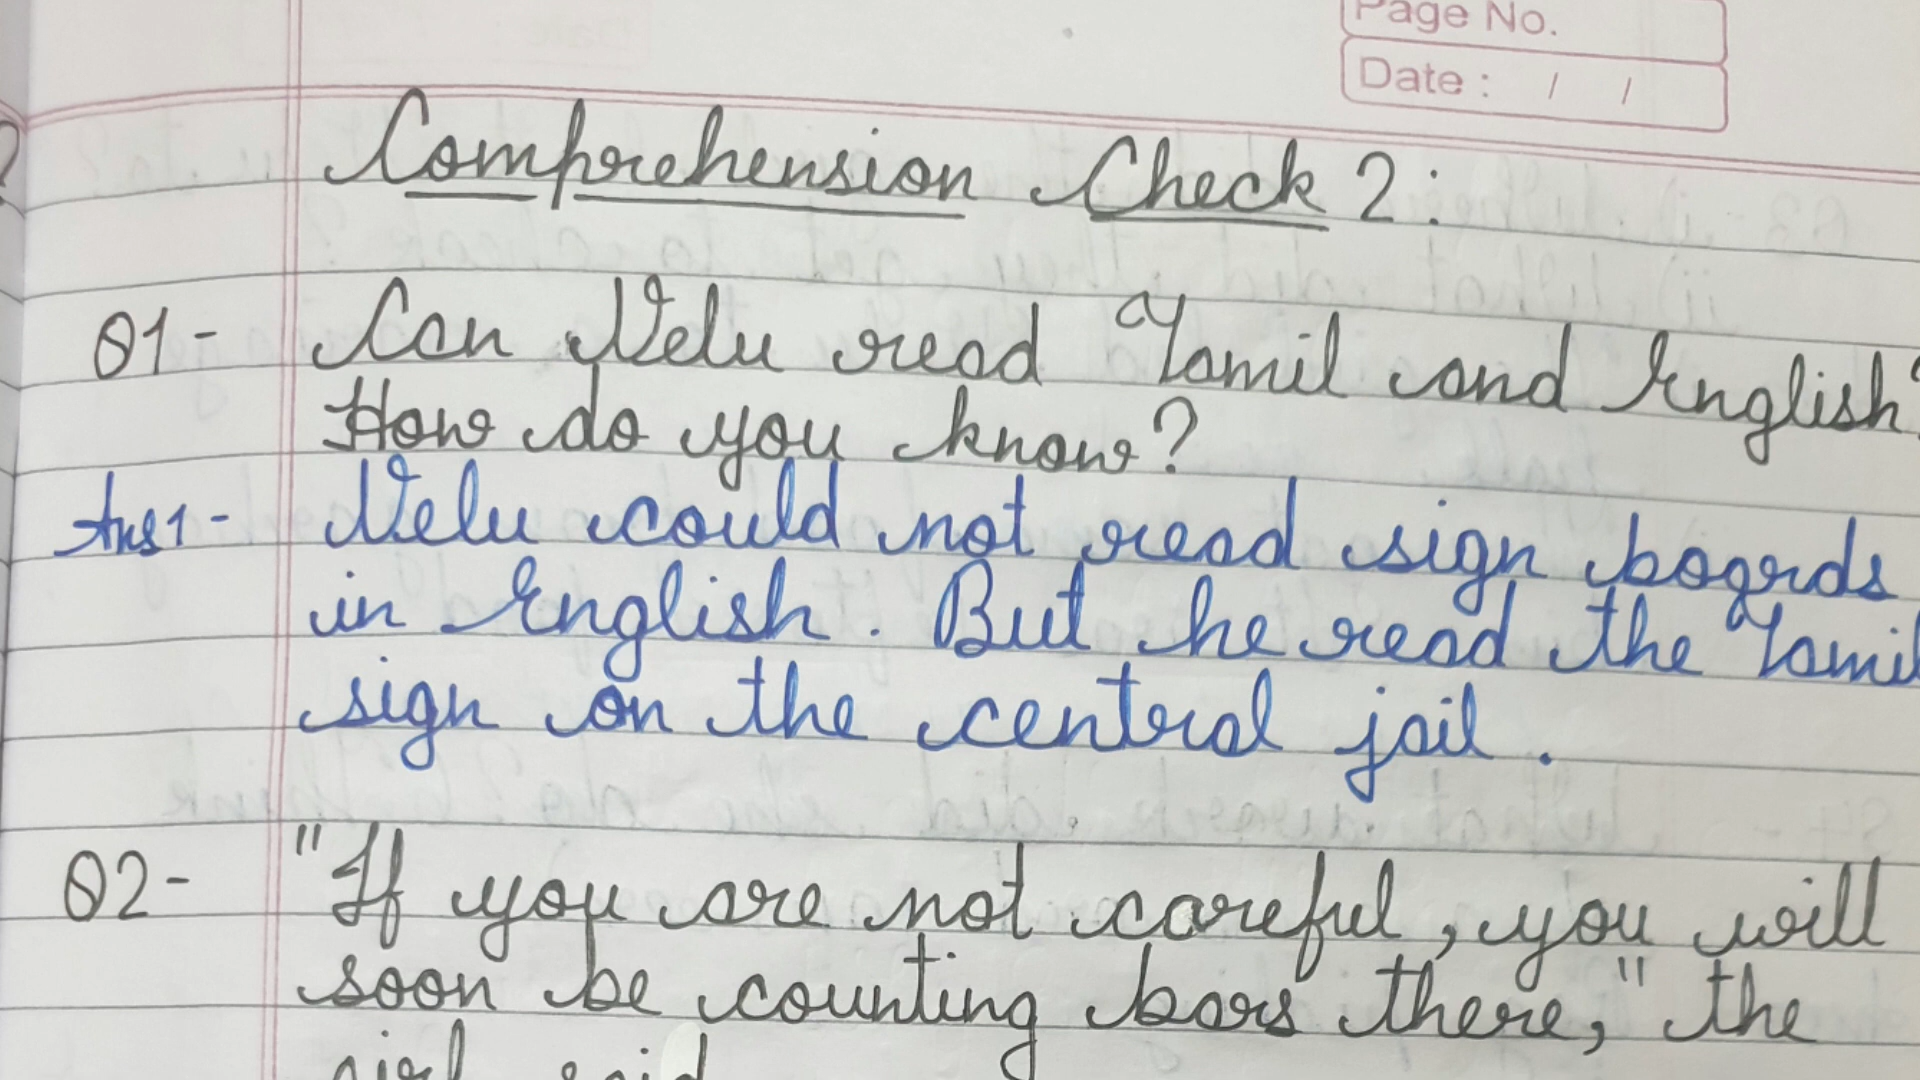 Page No.
Date : / /
Comprehension Check 2:
Q1- Can Velu read Tamil and English?
How do you know?
Ans1- Velu could not read sign boards
in English. But he read the Tamil
sign on the central jail.
Q2- "If you are not careful, you will
soon be counting bars there," the
girl said